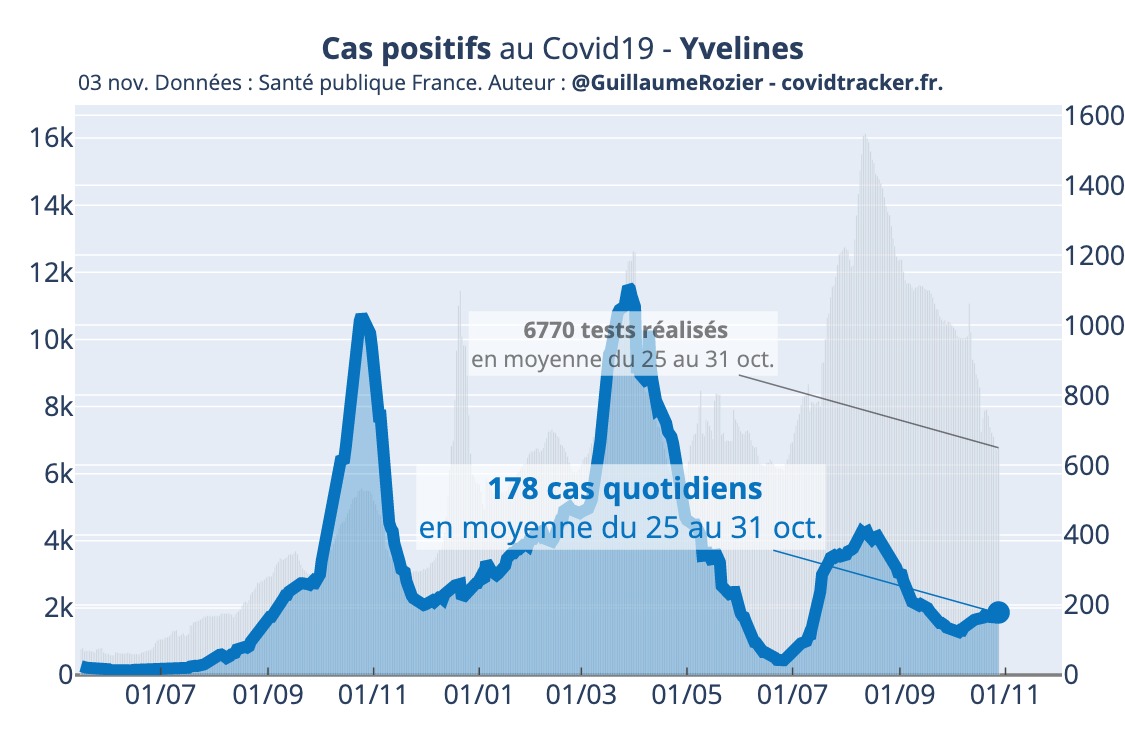 Cas positifs au Covid19 - Yvelines
03 nov. Données : Santé publique France. Auteur : @GuillaumeRozier - covidtracker.fr.
16k
14k
12k
10k
8k
6k
4k
2k
0
1600
1400
1200
1000
800
600
400
200
0
6770 tests réalisés
en moyenne du 25 au 31 oct.
178 cas quotidiens
en moyenne du 25 au 31 oct.
01/07 01/09 01/11 01/01 01/03 01/05 01/07 01/09 01/11